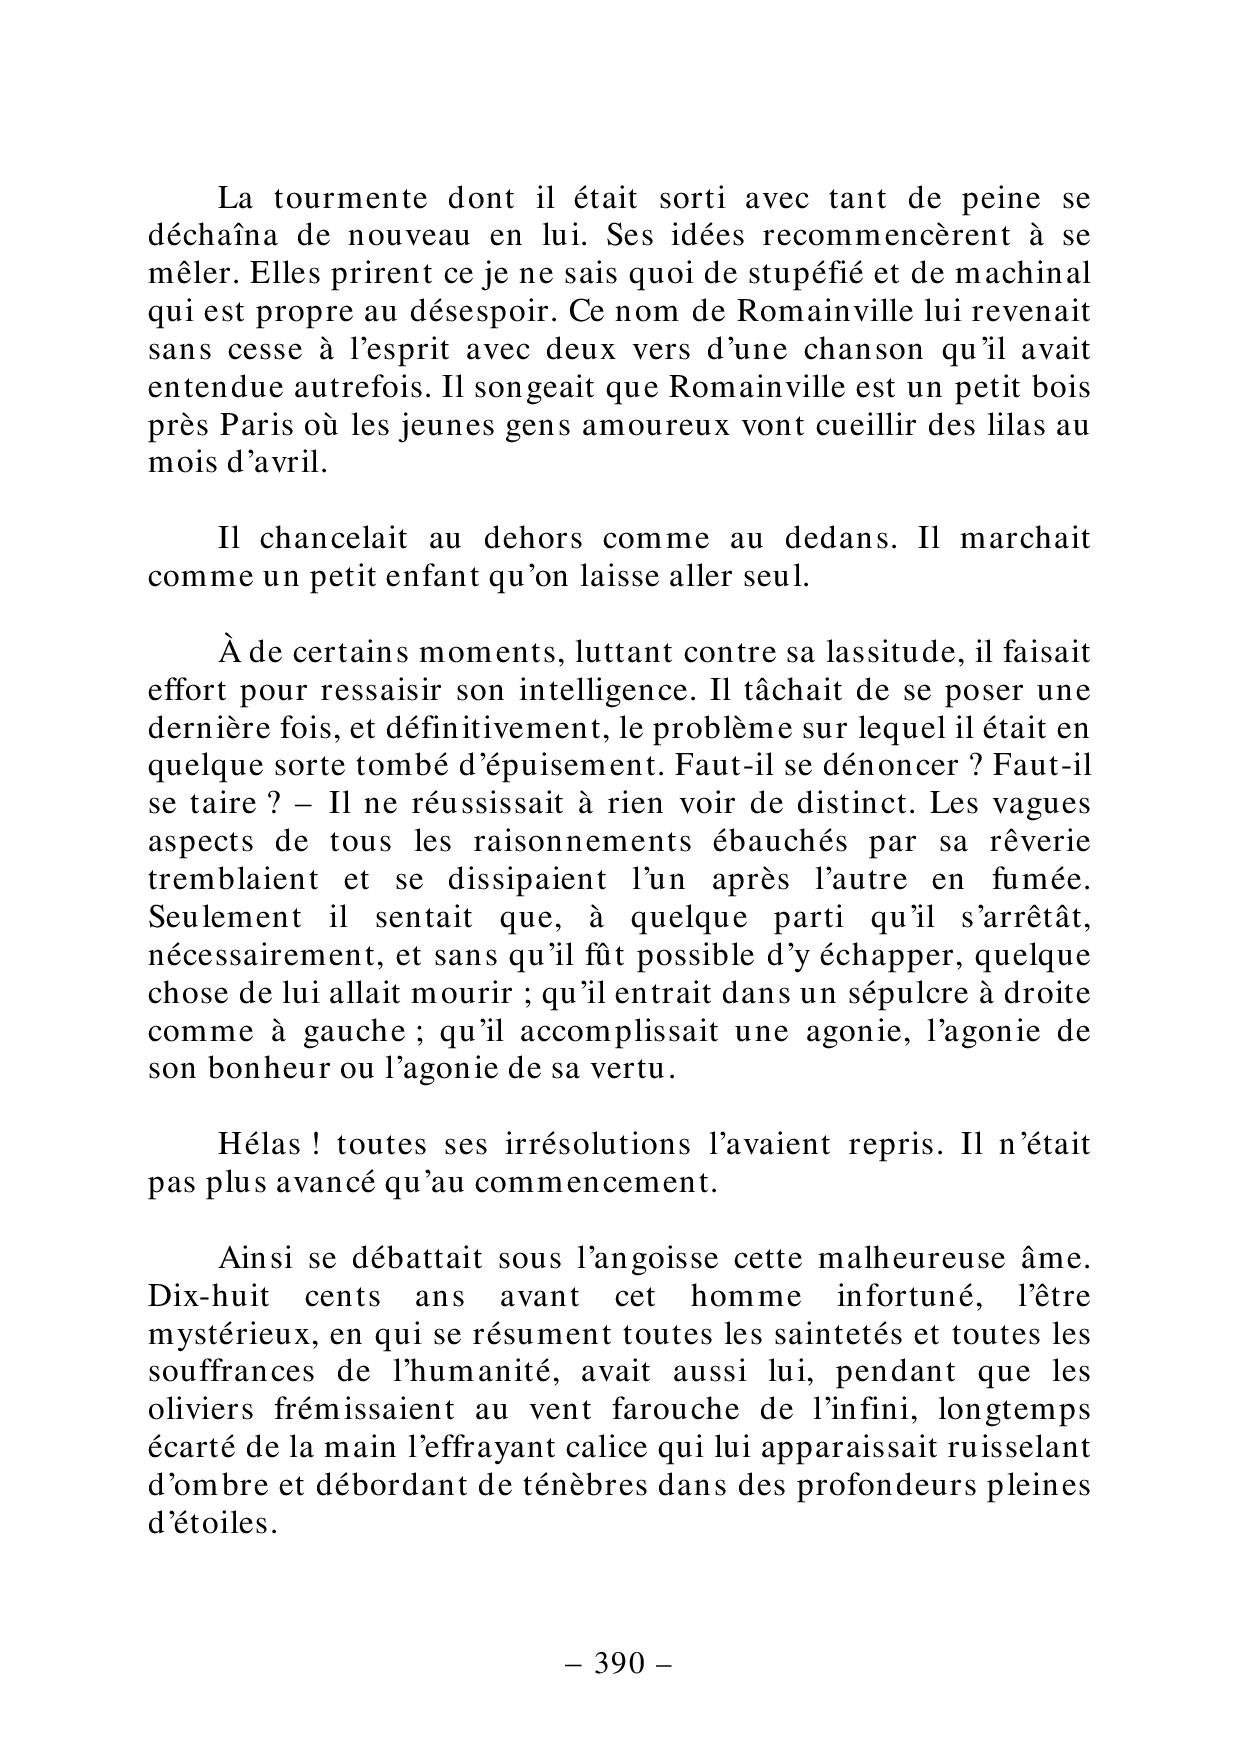 La tourmente dont il était sorti avec tant de peine se
déchaîna de nouveau en lui. Ses idées recommencèrent à se
mêler. Elles prirent ce je ne sais quoi de stupéfié et de machinal
qui est propre au désespoir. Ce nom de Romainville lui revenait
sans cesse à l’esprit avec deux vers d’une chanson qu’il avait
entendue autrefois. Il songeait que Romainville est un petit bois
près Paris où les jeunes gens amoureux vont cueillir des lilas au
mois d’avril.
Il chancelait au dehors comme au dedans. Il marchait
comme un petit enfant qu’on laisse aller seul.
À de certains moments, luttant contre sa lassitude, il faisait
effort pour ressaisir son intelligence. Il tâchait de se poser une
dernière fois, et définitivement, le problème sur lequel il était en
quelque sorte tombé d’épuisement. Faut-il se dénoncer ? Faut-il
se taire ? – Il ne réussissait à rien voir de distinct. Les vagues
aspects de tous les raisonnements ébauchés par sa rêverie
tremblaient et se dissipaient l’un après l’autre en fumée.
Seulement il sentait que, à quelque parti qu’il s’arrêtât,
nécessairement, et sans qu’il fût possible d’y échapper, quelque
chose de lui allait mourir ; qu’il entrait dans un sépulcre à droite
comme à gauche ; qu’il accomplissait une agonie, l’agonie de
son bonheur ou l’agonie de sa vertu.
Hélas ! toutes ses irrésolutions l’avaient repris. Il n’était
pas plus avancé qu’au commencement.
Ainsi se débattait sous l’angoisse cette malheureuse âme.
Dix-huit cents ans avant cet homme infortuné, l’être
mystérieux, en qui se résument toutes les saintetés et toutes les
souffrances de l’humanité, avait aussi lui, pendant que les
oliviers frémissaient au vent farouche de l’infini, longtemps
écarté de la main l’effrayant calice qui lui apparaissait ruisselant
d’ombre et débordant de ténèbres dans des profondeurs pleines
d’étoiles.
– 390 –